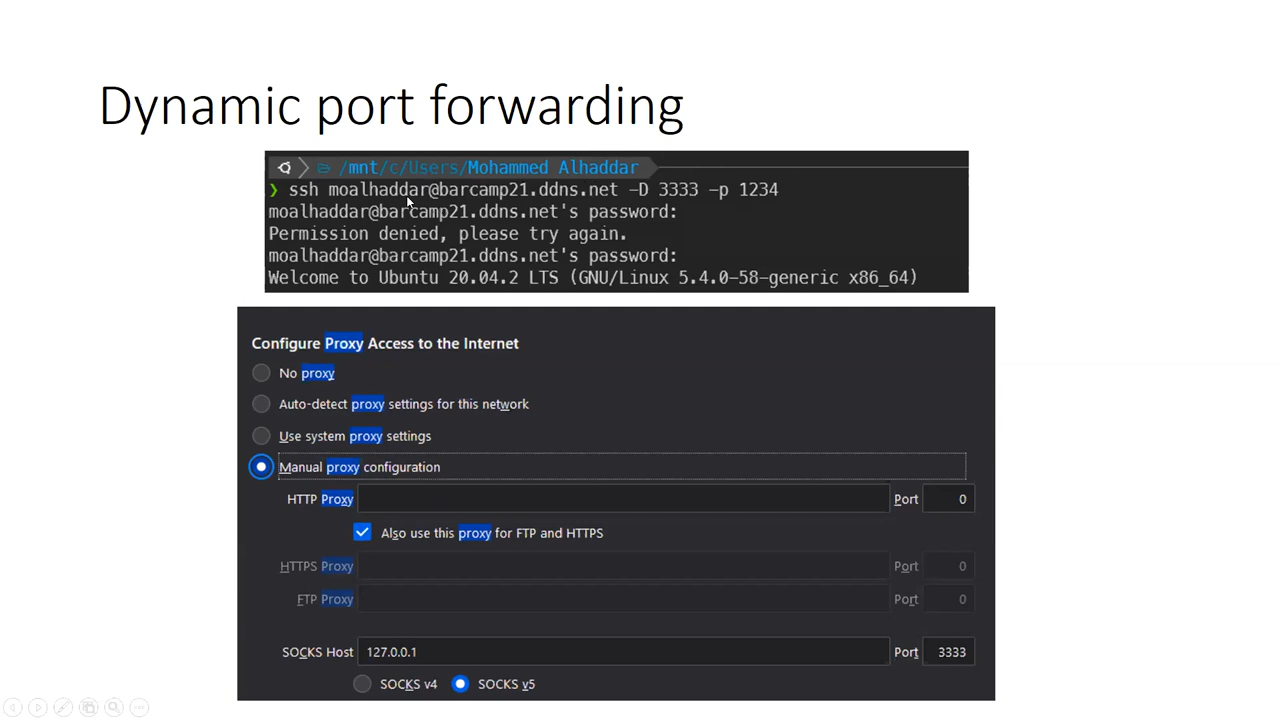 Dynamic port forwarding
/mnt/c/Users/Mohammed Alhaddar
❯ ssh moalhaddar@barcamp21.ddns.net -D 3333 -p 1234
moalhaddar@barcamp21.ddns.net's password:
Permission denied, please try again.
moalhaddar@barcamp21.ddns.net's password:
Welcome to Ubuntu 20.04.2 LTS (GNU/Linux 5.4.0-58-generic x86_64)
Configure Proxy Access to the Internet
No proxy
Auto-detect proxy settings for this network
Use system proxy settings
Manual proxy configuration
HTTP Proxy Port 0
Also use this proxy for FTP and HTTPS
HTTPS Proxy Port 0
FTP Proxy Port 0
SOCKS Host 127.0.0.1 Port 3333
SOCKS v4 SOCKS v5